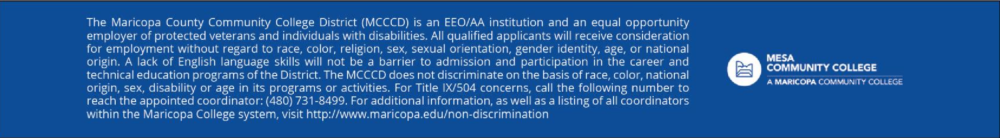 The Maricopa County Community College District (MCCCD) is an EEO/AA institution and an equal opportunity
employer of protected veterans and individuals with disabilities. All qualified applicants will receive consideration
for employment without regard to race, color, religion, sex, sexual orientation, gender identity, age, or national
origin. A lack of English language skills will not be a barrier to admission and participation in the career and
technical education programs of the District. The MCCCD does not discriminate on the basis of race, color, national
origin, sex, disability or age in its programs or activities. For Title IX/504 concerns, call the following number to
reach the appointed coordinator: (480) 731-8499. For additional information, as well as a listing of all coordinators
within the Maricopa College system, visit http://www.maricopa.edu/non-discrimination
MESA
COMMUNITY COLLEGE
A MARICOPA COMMUNITY COLLEGE